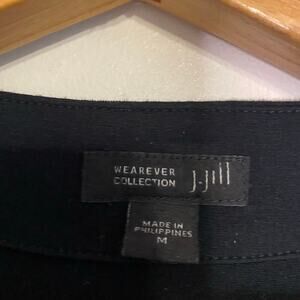 WEAREVER
COLLECTION
J.Jill
MADE IN
PHILIPPINES
M